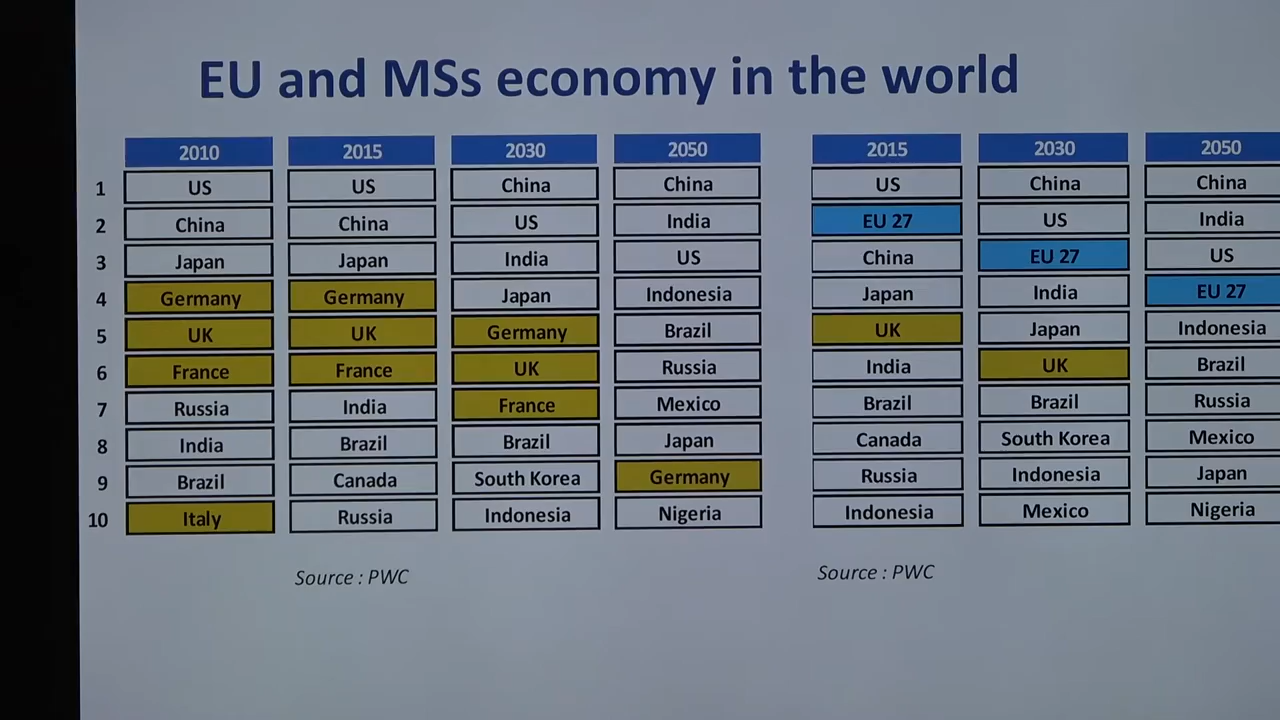 EU and MSs economy in the world
2010 2015 2030 2050 2015 2030 2050
1 US US China China US China China
2 China China US India EU 27 US India
3 Japan Japan India US China EU 27 US
4 Germany Germany Japan Indonesia Japan India EU 27
5 UK UK Germany Brazil UK Japan Indonesia
6 France France UK Russia India UK Brazil
7 Russia India France Mexico Brazil Brazil Russia
8 India Brazil Brazil Japan Canada South Korea Mexico
9 Brazil Canada South Korea Germany Russia Indonesia Japan
10 Italy Russia Indonesia Nigeria Indonesia Mexico Nigeria
Source : PWC Source : PWC